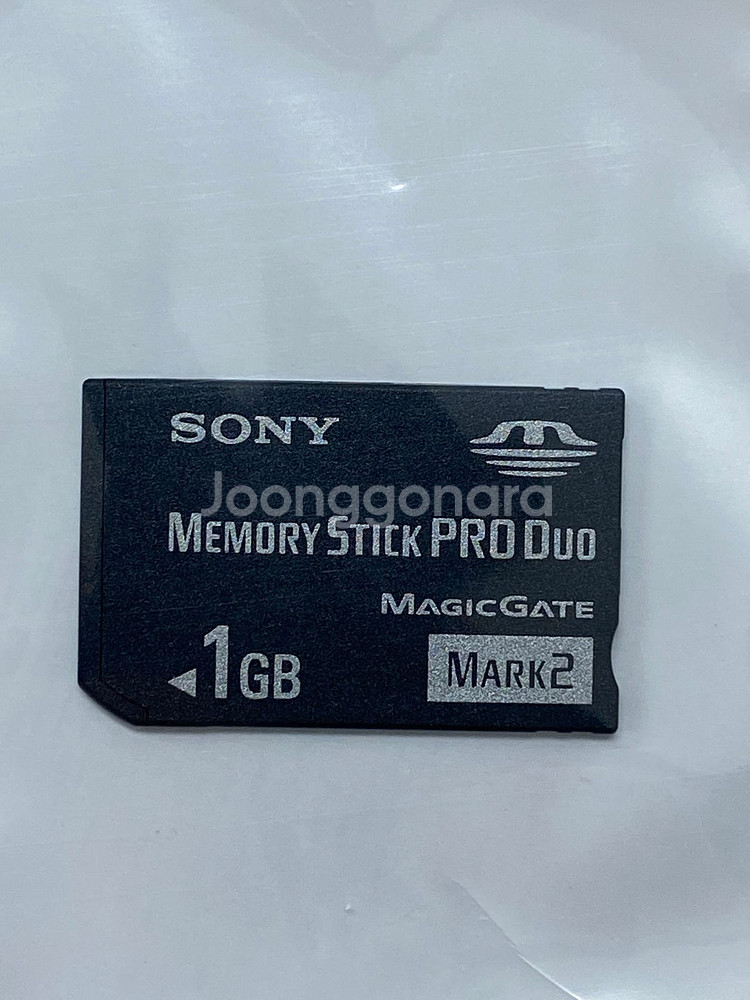 SONY
Joonggonara
MEMORY STICK PRO DUO
MAGICGATE
1GB
MARK2